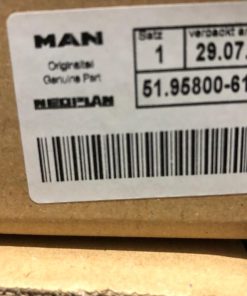 MAN
Satz
verpackt a
1
29.07.
Originalteil
Genuine Part
51.95800-61
NEOPLAN